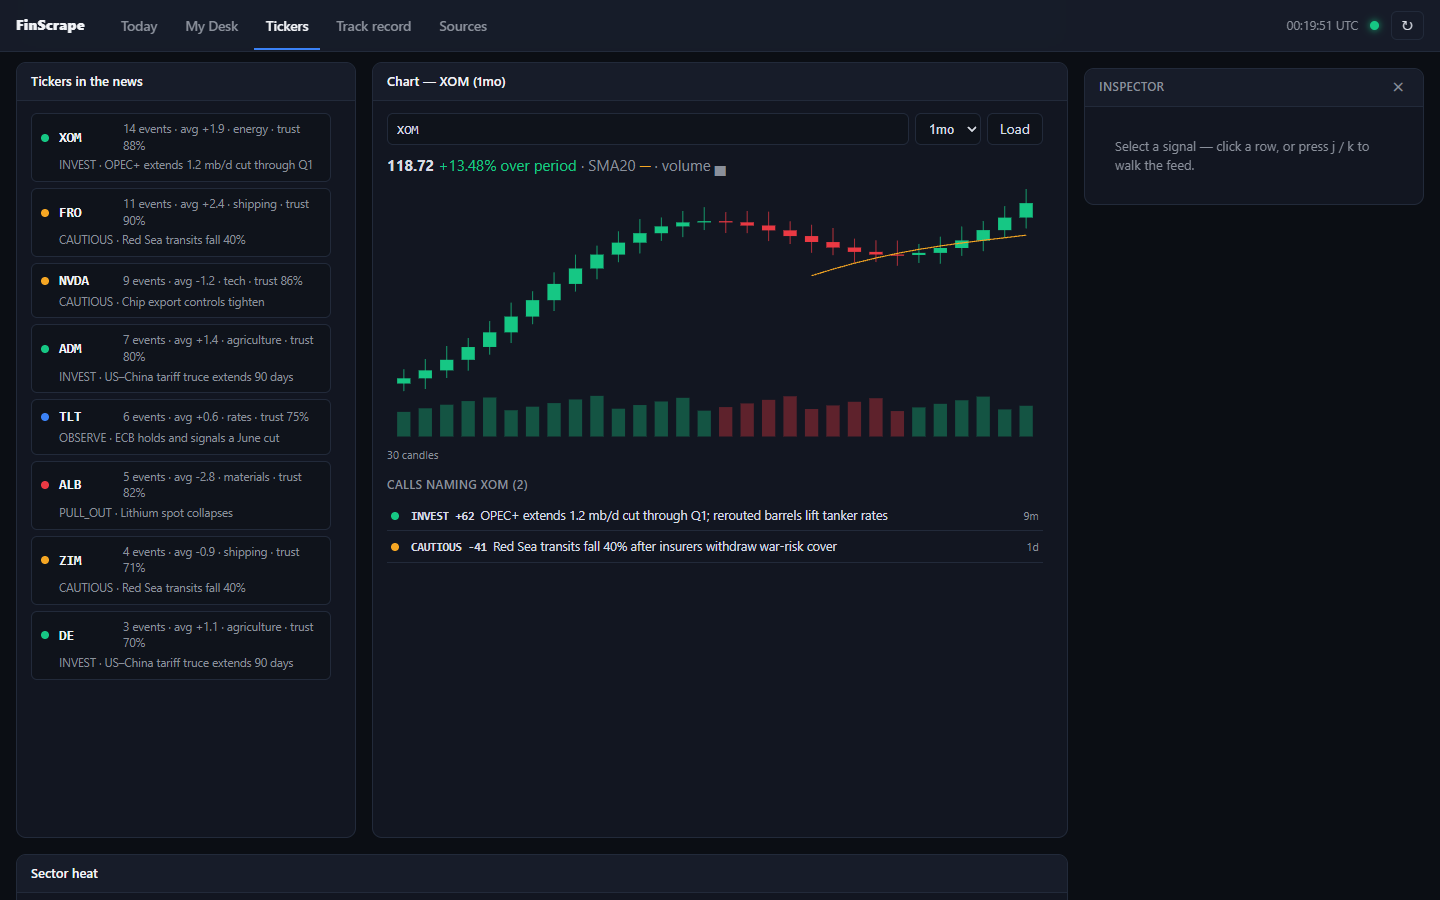 FinScrape
Today
My Desk
Tickers
Track record
Sources
00:19:51 UTC
↻
Tickers in the news
XOM
14 events · avg +1.9 · energy · trust
88%
INVEST · OPEC+ extends 1.2 mb/d cut through Q1
FRO
11 events · avg +2.4 · shipping · trust
90%
CAUTIOUS · Red Sea transits fall 40%
NVDA
9 events · avg -1.2 · tech · trust 86%
CAUTIOUS · Chip export controls tighten
ADM
7 events · avg +1.4 · agriculture · trust
80%
INVEST · US–China tariff truce extends 90 days
TLT
6 events · avg +0.6 · rates · trust 75%
OBSERVE · ECB holds and signals a June cut
ALB
5 events · avg -2.8 · materials · trust
82%
PULL_OUT · Lithium spot collapses
ZIM
4 events · avg -0.9 · shipping · trust
71%
CAUTIOUS · Red Sea transits fall 40%
DE
3 events · avg +1.1 · agriculture · trust
70%
INVEST · US–China tariff truce extends 90 days
Chart — XOM (1mo)
XOM
1mo
Load
118.72 +13.48% over period · SMA20 — · volume ▄
30 candles
CALLS NAMING XOM (2)
INVEST +62 OPEC+ extends 1.2 mb/d cut through Q1; rerouted barrels lift tanker rates
9m
CAUTIOUS -41 Red Sea transits fall 40% after insurers withdraw war-risk cover
1d
INSPECTOR
✕
Select a signal — click a row, or press j / k to
walk the feed.
Sector heat